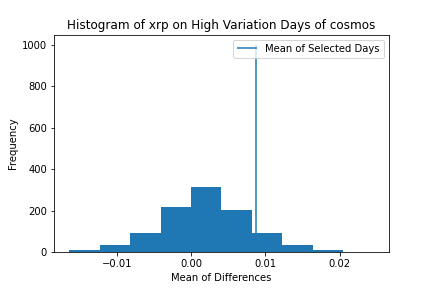 Histogram of xrp on High Variation Days of cosmos
Mean of Selected Days
1000
800
600
400
200
0
Frequency
−0.01
0.00
0.01
0.02
Mean of Differences